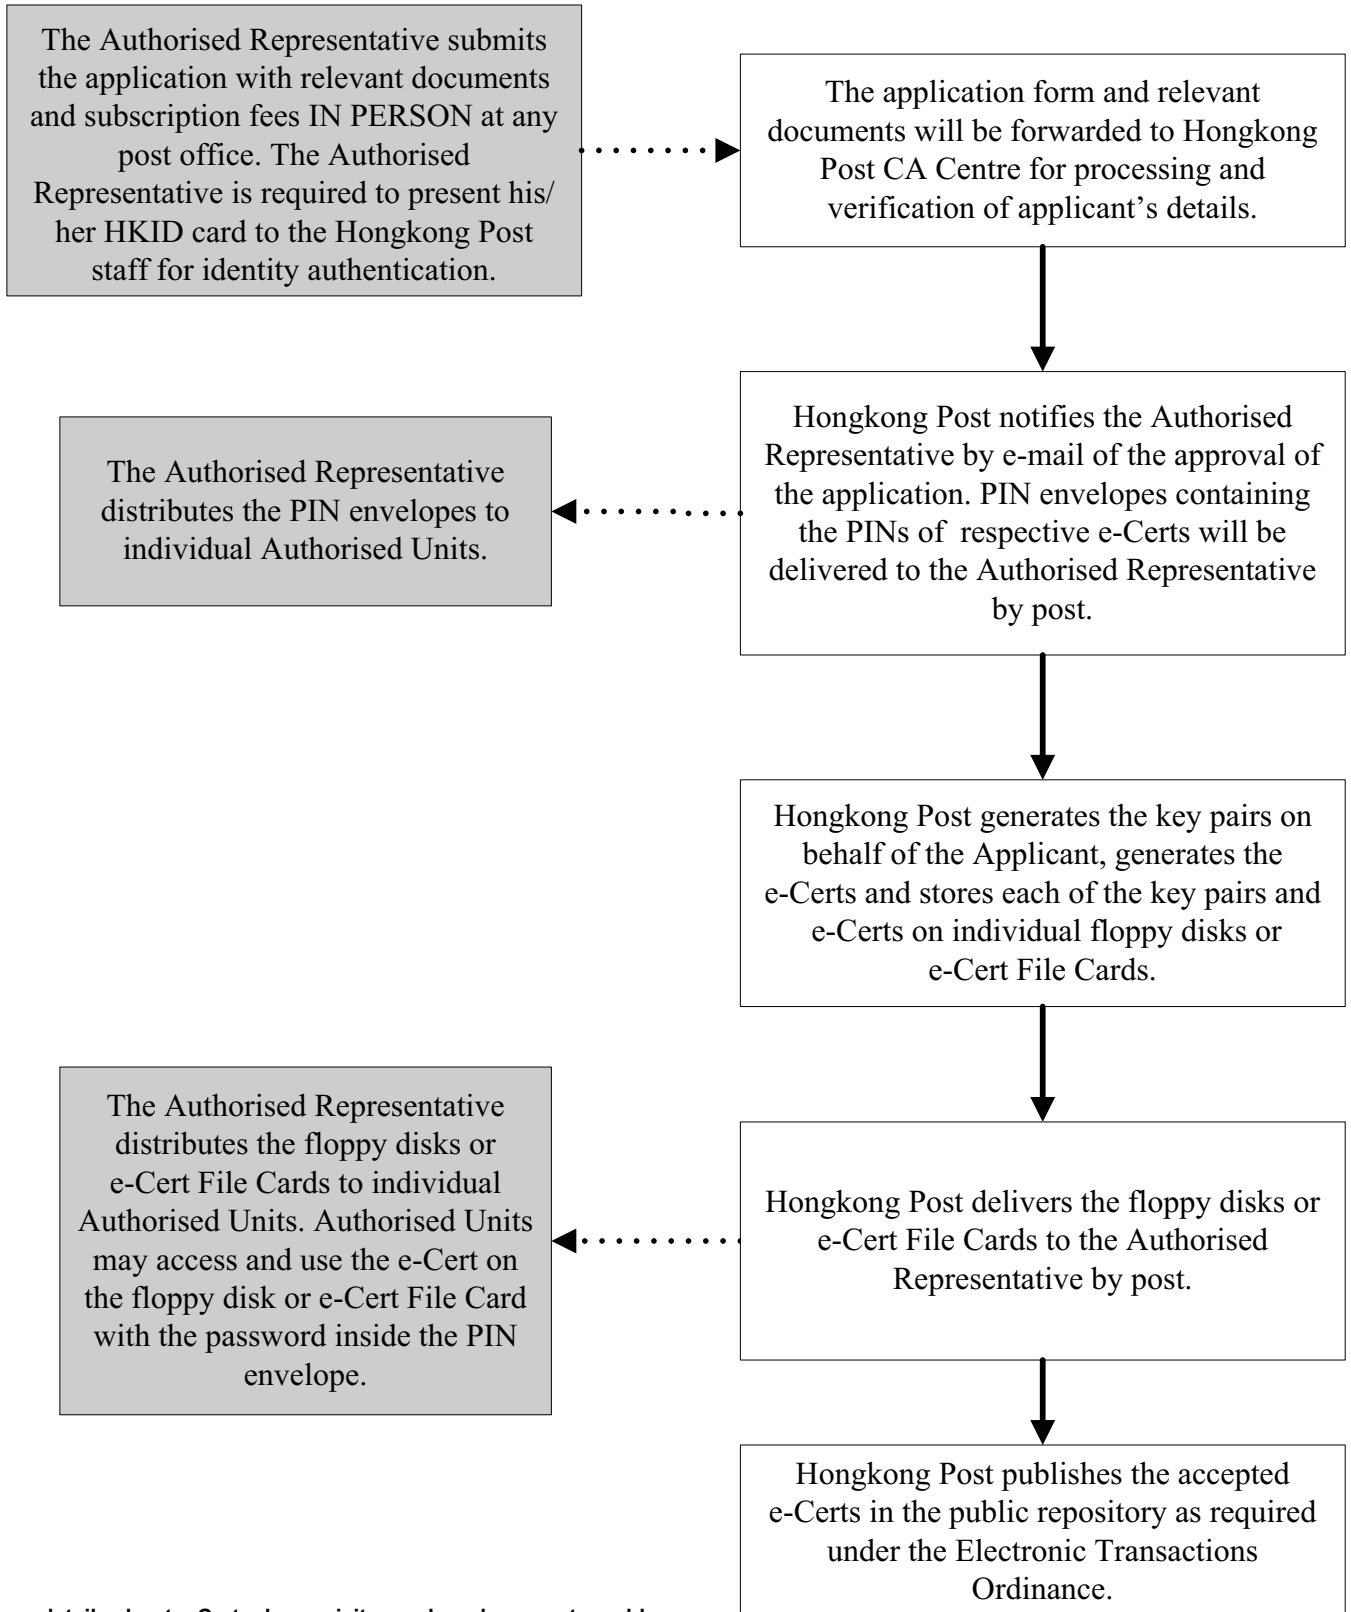 The Authorised Representative submits
the application with relevant documents
and subscription fees IN PERSON at any
post office. The Authorised
Representative is required to present his/
her HKID card to the Hongkong Post
staff for identity authentication.
The application form and relevant
documents will be forwarded to Hongkong
Post CA Centre for processing and
verification of applicant’s details.
Hongkong Post notifies the Authorised
Representative by e-mail of the approval of
the application. PIN envelopes containing
the PINs of respective e-Certs will be
delivered to the Authorised Representative
by post.
The Authorised Representative
distributes the PIN envelopes to
individual Authorised Units.
Hongkong Post generates the key pairs on
behalf of the Applicant, generates the
e-Certs and stores each of the key pairs and
e-Certs on individual floppy disks or
e-Cert File Cards.
Hongkong Post delivers the floppy disks or
e-Cert File Cards to the Authorised
Representative by post.
The Authorised Representative
distributes the floppy disks or
e-Cert File Cards to individual
Authorised Units. Authorised Units
may access and use the e-Cert on
the floppy disk or e-Cert File Card
with the password inside the PIN
envelope.
Hongkong Post publishes the accepted
e-Certs in the public repository as required
under the Electronic Transactions
Ordinance.